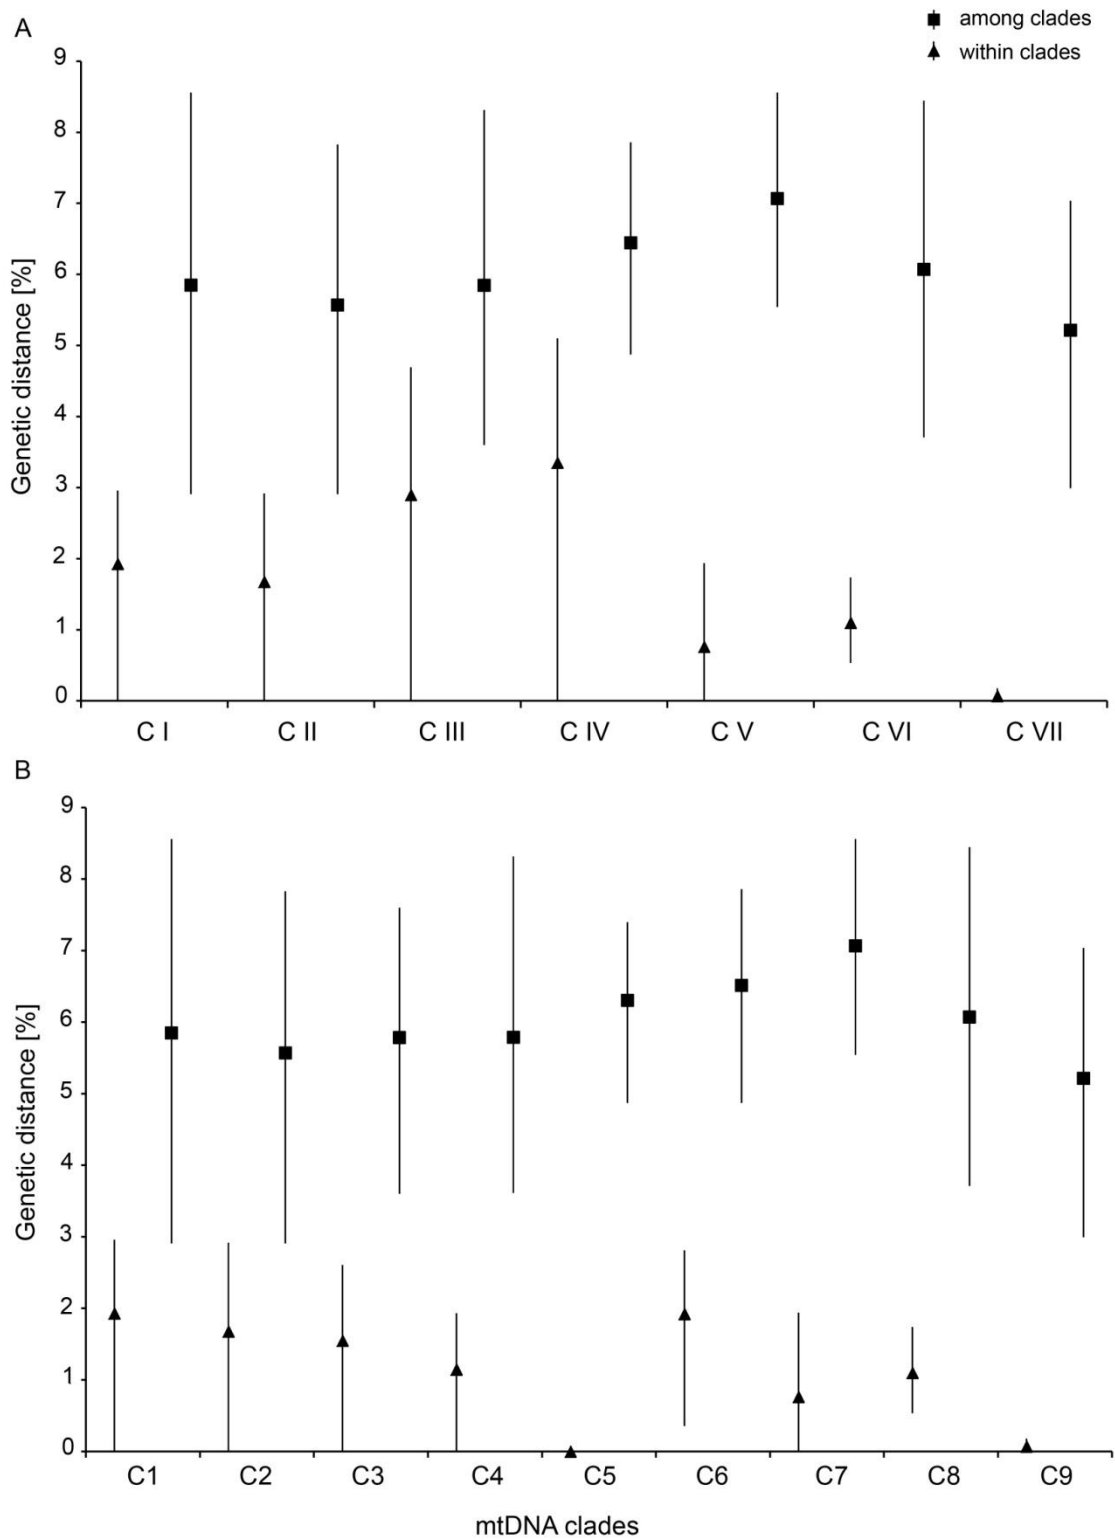 A
among clades
within clades
Genetic distance [%]
9
8
7
6
5
4
3
2
1
0
C I C II C III C IV C V C VI C VII
B
Genetic distance [%]
9
8
7
6
5
4
3
2
1
0
C1 C2 C3 C4 C5 C6 C7 C8 C9
mtDNA clades